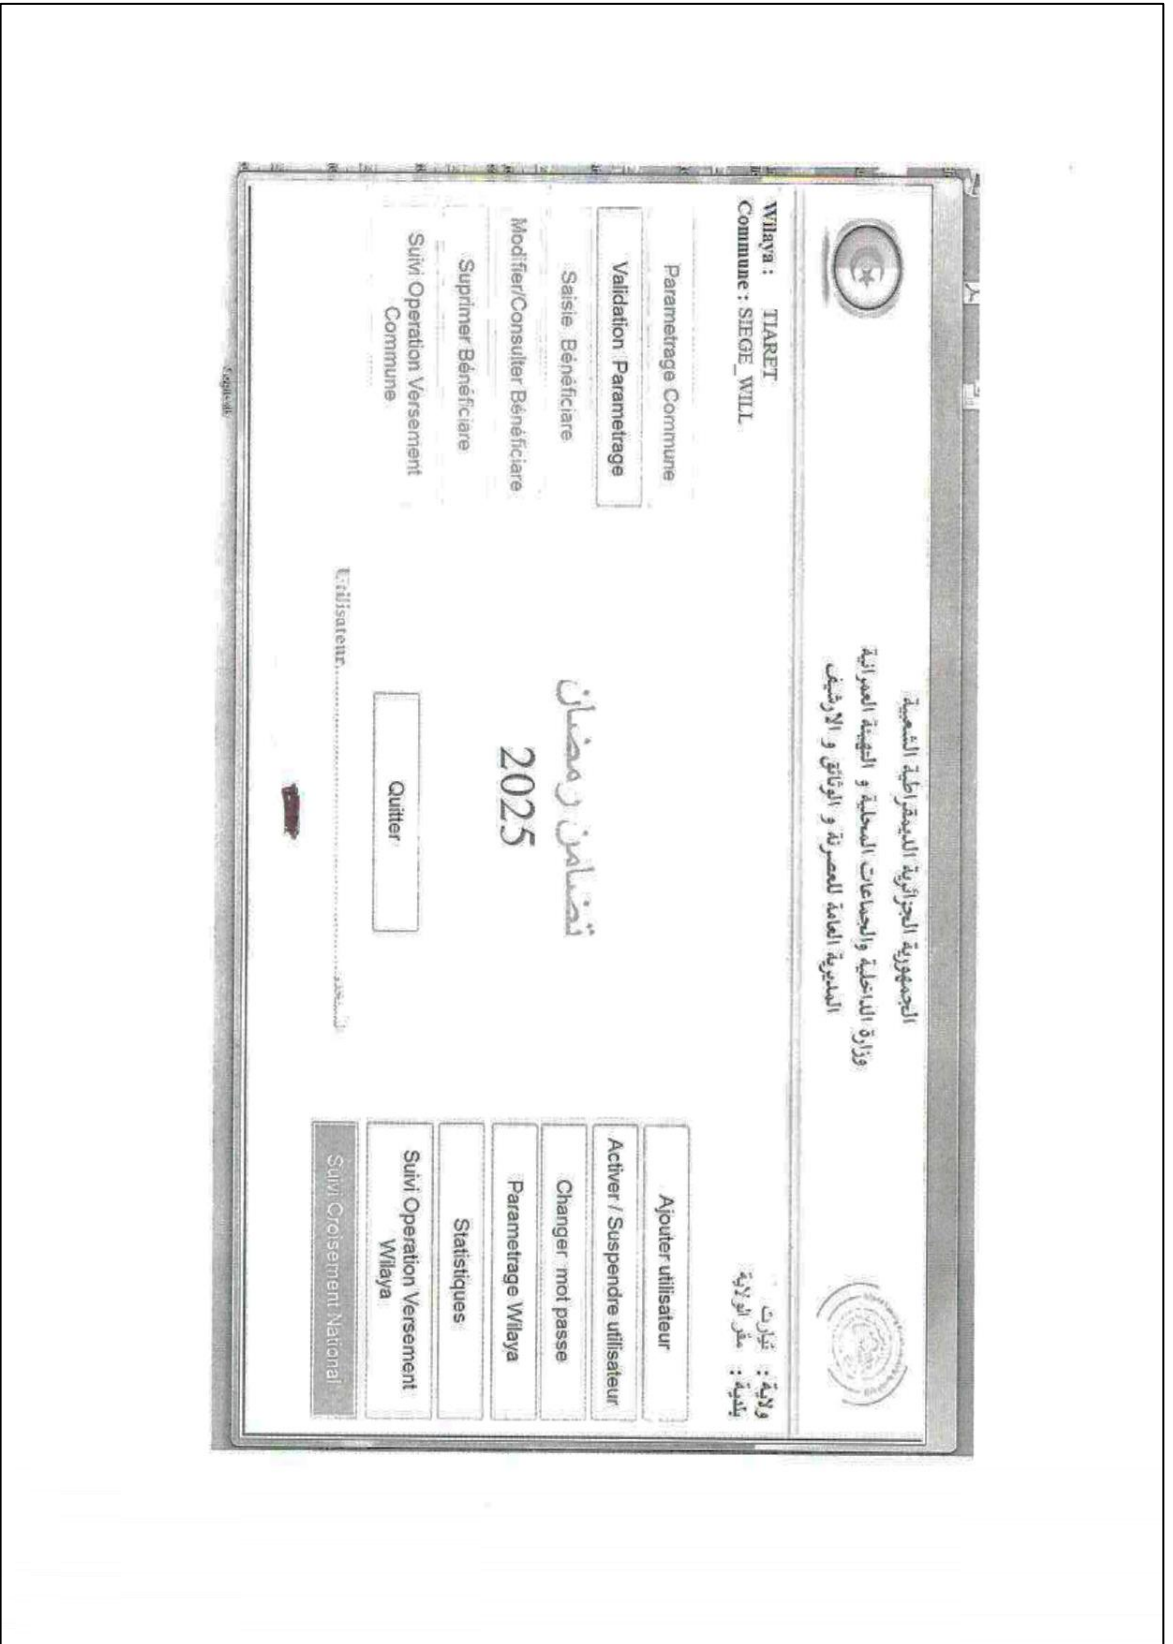 الجمهورية الجزائرية الديمقراطية الشعبية
وزارة الداخلية والجماعات المحلية و التهيئة العمرانية
المديرية العامة للعصرنة و الوثائق و الارشيف
Wilaya : TIARET
Commune : SIEGE_WILL
ولاية : تيارت
بلدية : مقر الولاية
Parametrage Commune
Validation Parametrage
Saisie Bénéficiare
Modifier/Consulter Bénéficiare
Suprimer Bénéficiare
Suivi Operation Versement
Commune
تضامن رمضان
2025
Quitter
Utilisateur
Ajouter utilisateur
Activer / Suspendre utilisateur
Changer mot passe
Parametrage Wilaya
Statistiques
Suivi Operation Versement
Wilaya
Suivi Croisement National